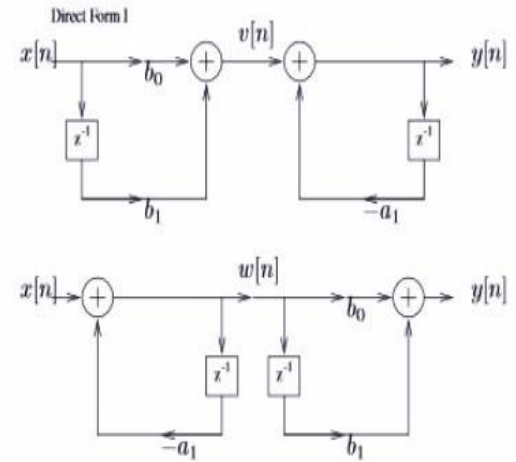 Direct Form I
x[n] b₀ + v[n] + y[n]
z⁻¹ z⁻¹
b₁ −a₁
x[n] + w[n] b₀ + y[n]
z⁻¹ z⁻¹
−a₁ b₁